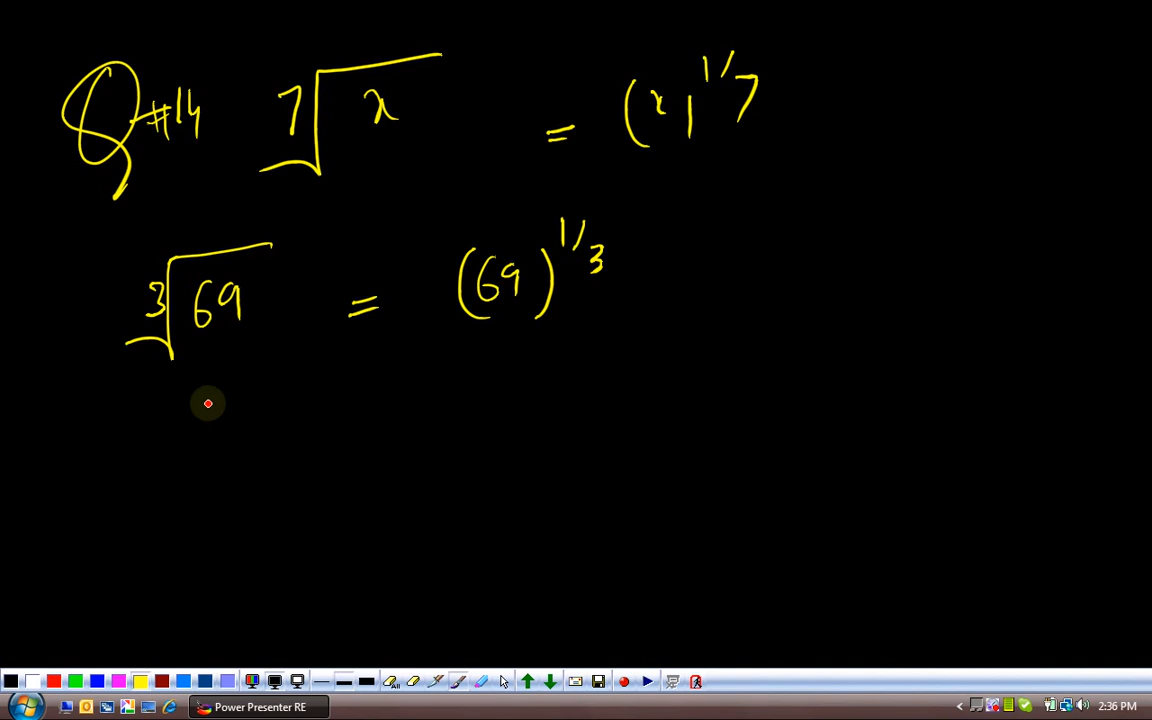 Q#14 ⁷√x = (x)^1/7
³√69 = (69)^1/3
Power Presenter RE
2:36 PM